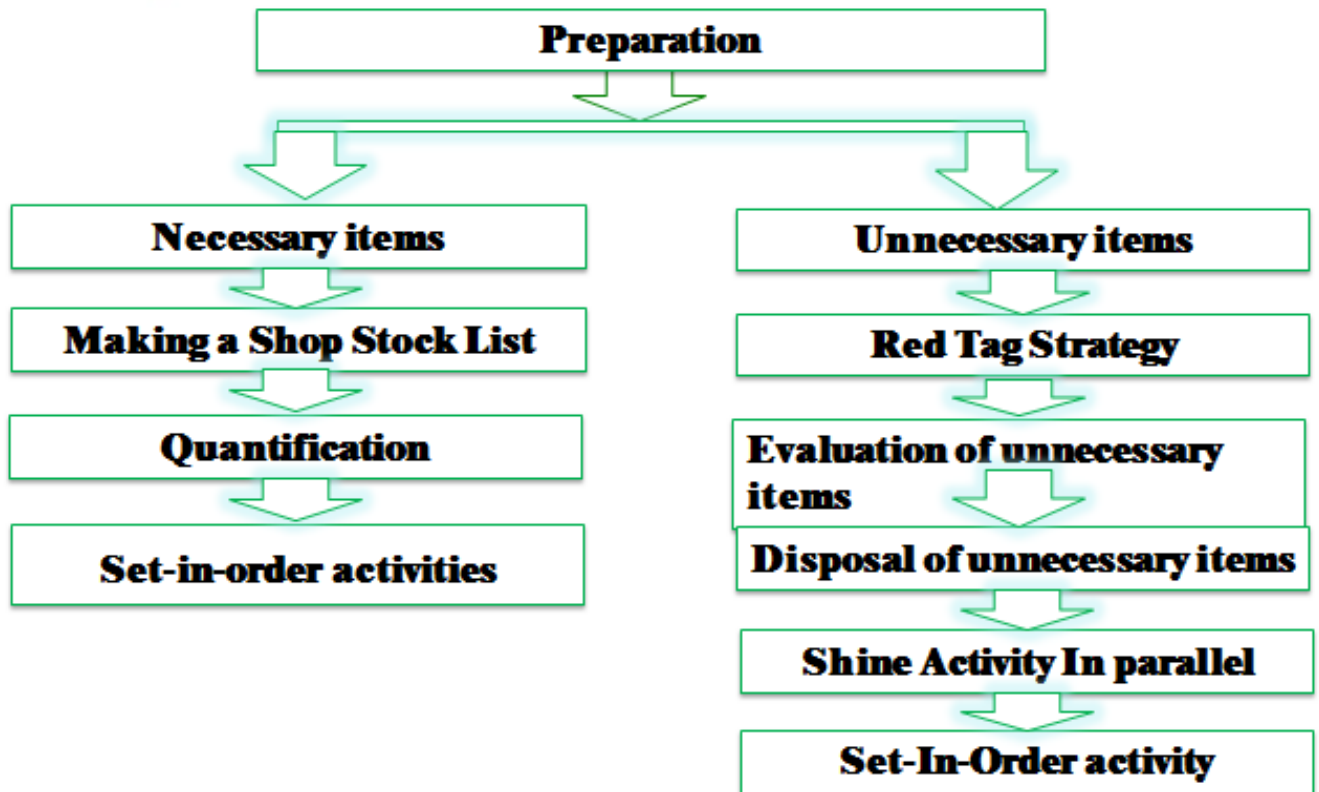 Preparation
Necessary items
Making a Shop Stock List
Quantification
Set-in-order activities
Unnecessary items
Red Tag Strategy
Evaluation of unnecessary
items
Disposal of unnecessary items
Shine Activity In parallel
Set-In-Order activity